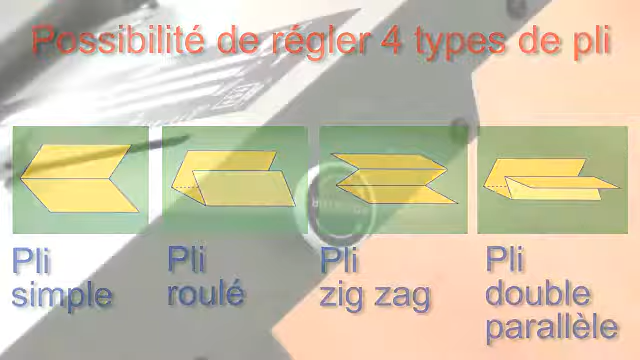 Possibilité de régler 4 types de pli
Pli
simple
Pli
roulé
Pli
zig zag
Pli
double
parallèle